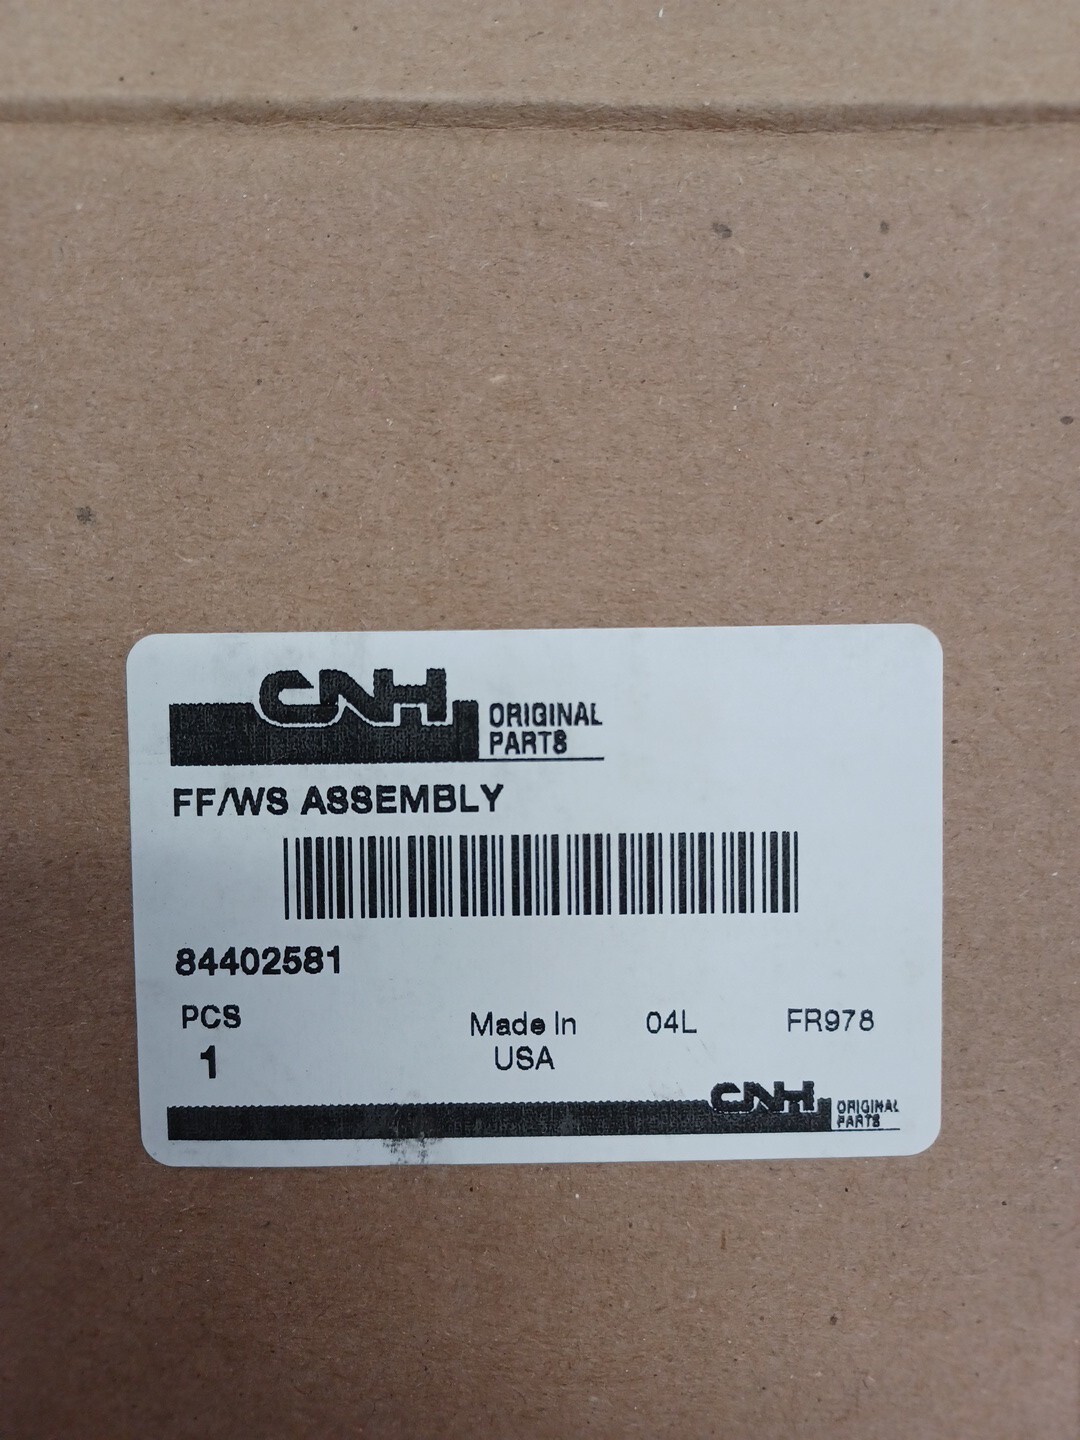 CNH ORIGINAL
PARTS
FF/WS ASSEMBLY
84402581
PCS
1
Made In
USA
04L
FR978
CNH ORIGINAL
PARTS